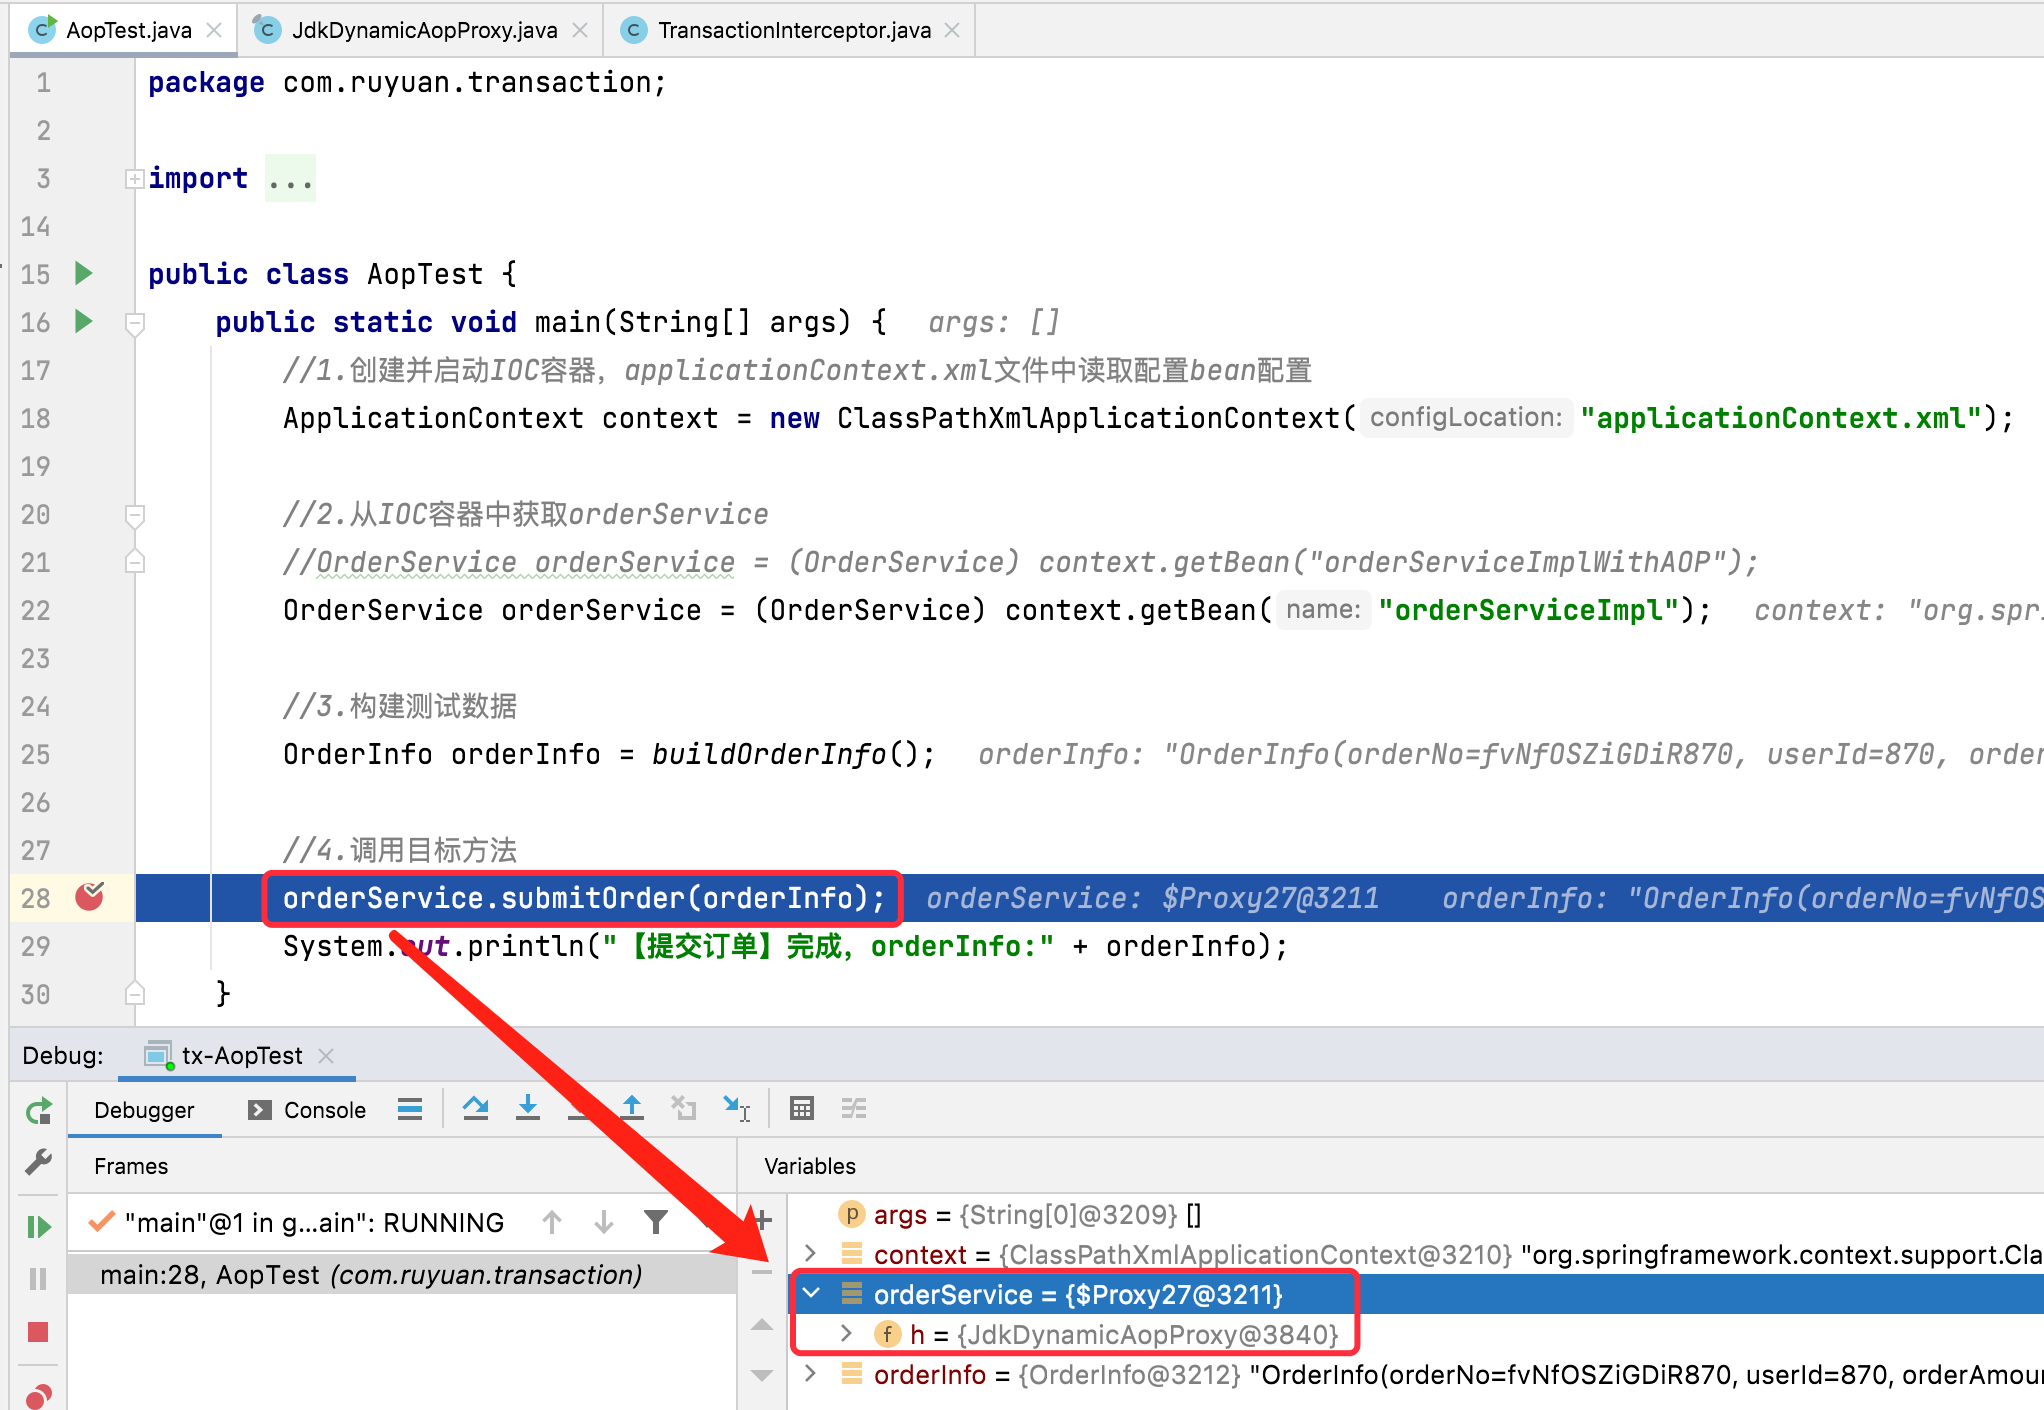 AopTest.java
JdkDynamicAopProxy.java
TransactionInterceptor.java
1 package com.ruyuan.transaction;
2
3 import ...
14
15 public class AopTest {
16 public static void main(String[] args) { args: []
17 //1.创建并启动IOC容器，applicationContext.xml文件中读取配置bean配置
18 ApplicationContext context = new ClassPathXmlApplicationContext( configLocation: "applicationContext.xml");
19
20 //2.从IOC容器中获取orderService
21 //OrderService orderService = (OrderService) context.getBean("orderServiceImplWithAOP");
22 OrderService orderService = (OrderService) context.getBean( name: "orderServiceImpl"); context: "org.spri
23
24 //3.构建测试数据
25 OrderInfo orderInfo = buildOrderInfo(); orderInfo: "OrderInfo(orderNo=fvNfOSZiGDiR870, userId=870, order
26
27 //4.调用目标方法
28 orderService.submitOrder(orderInfo); orderService: $Proxy27@3211 orderInfo: "OrderInfo(orderNo=fvNfOS
29 System.out.println("【提交订单】完成，orderInfo:" + orderInfo);
30 }
Debug: tx-AopTest
Debugger Console
Frames
Variables
"main"@1 in g...ain": RUNNING
main:28, AopTest (com.ruyuan.transaction)
args = {String[0]@3209} []
context = {ClassPathXmlApplicationContext@3210} "org.springframework.context.support.Cla
orderService = {$Proxy27@3211}
h = {JdkDynamicAopProxy@3840}
orderInfo = {OrderInfo@3212} "OrderInfo(orderNo=fvNfOSZiGDiR870, userId=870, orderAmou